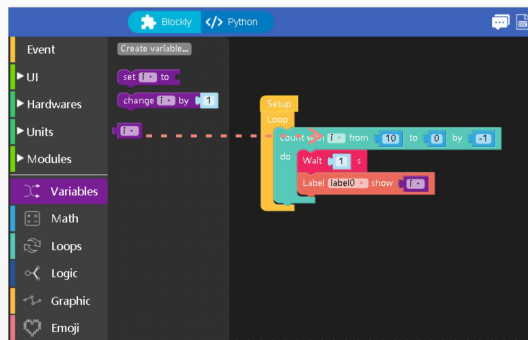 Blockly </> Python
Event
UI
Hardwares
Units
Modules
Variables
Math
Loops
Logic
Graphic
Emoji
Create variable...
set i to
change i by 1
i
Setup
Loop
count with i from 10 to 0 by -1
do
Wait 1 s
Label label0 show i